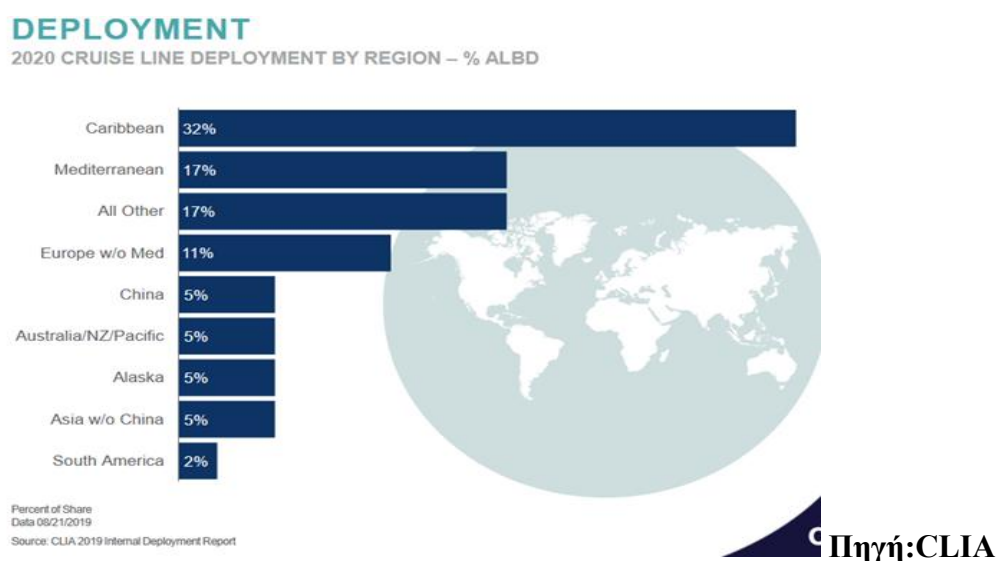 DEPLOYMENT
2020 CRUISE LINE DEPLOYMENT BY REGION – % ALBD
Caribbean 32%
Mediterranean 17%
All Other 17%
Europe w/o Med 11%
China 5%
Australia/NZ/Pacific 5%
Alaska 5%
Asia w/o China 5%
South America 2%
Percent of Share
Data 08/21/2019
Source: CLIA 2019 Internal Deployment Report
Πηγή:CLIA